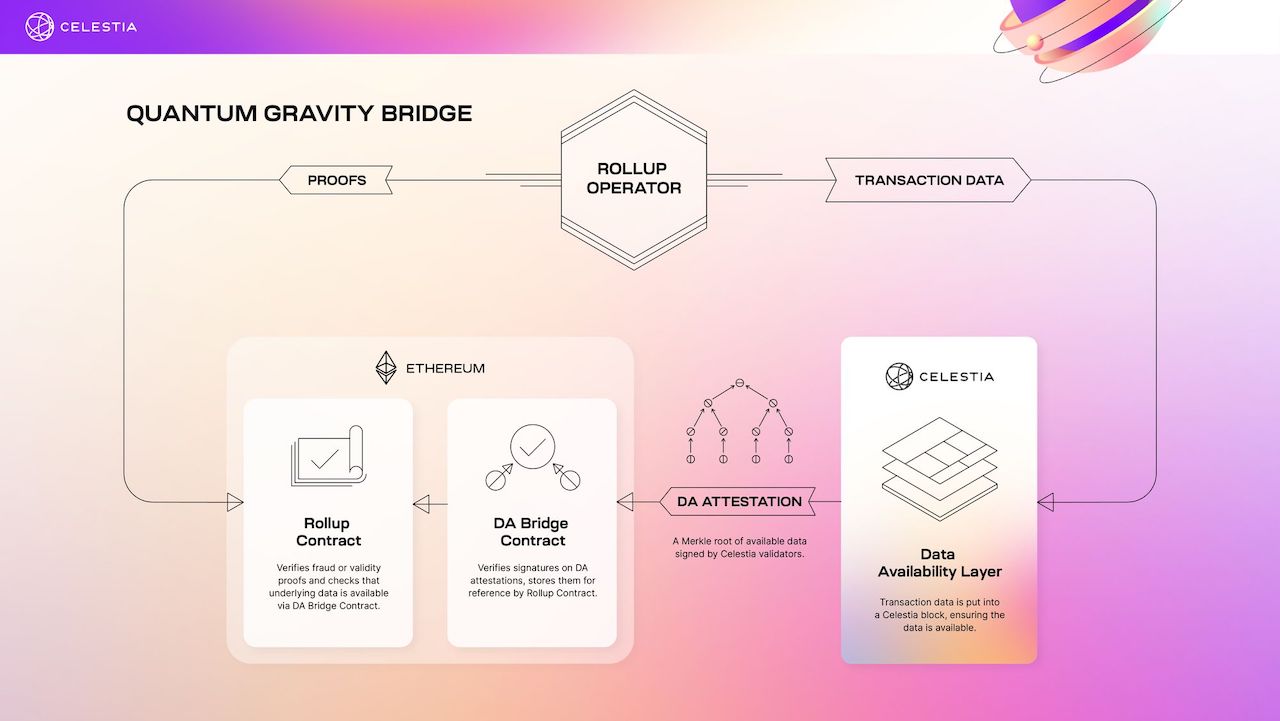 CELESTIA
QUANTUM GRAVITY BRIDGE
ROLLUP
OPERATOR
PROOFS
TRANSACTION DATA
ETHEREUM
Rollup
Contract
Verifies fraud or validity
proofs and checks that
underlying data is available
via DA Bridge Contract.
DA Bridge
Contract
Verifies signatures on DA
attestations, stores them for
reference by Rollup Contract.
DA ATTESTATION
A Merkle root of available data
signed by Celestia validators.
CELESTIA
Data
Availability Layer
Transaction data is put into
a Celestia block, ensuring the
data is available.